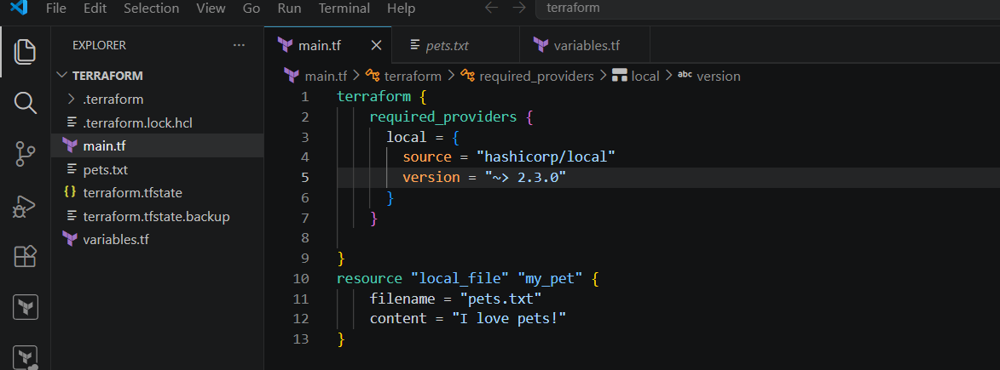 File Edit Selection View Go Run Terminal Help
terraform
EXPLORER
TERRAFORM
.terraform
.terraform.lock.hcl
main.tf
pets.txt
terraform.tfstate
terraform.tfstate.backup
variables.tf
main.tf pets.txt variables.tf
main.tf > terraform > required_providers > local > abc version
1 terraform {
2 required_providers {
3 local = {
4 source = "hashicorp/local"
5 version = "~> 2.3.0"
6 }
7 }
8
9 }
10 resource "local_file" "my_pet" {
11 filename = "pets.txt"
12 content = "I love pets!"
13 }